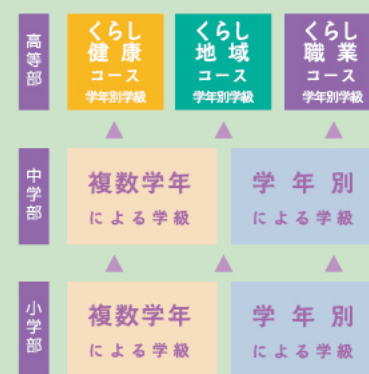 高等部
くらし
健康
コース
学年別学級
くらし
地域
コース
学年別学級
くらし
職業
コース
学年別学級
中学部
複数学年
による学級
学年別
による学級
小学部
複数学年
による学級
学年別
による学級